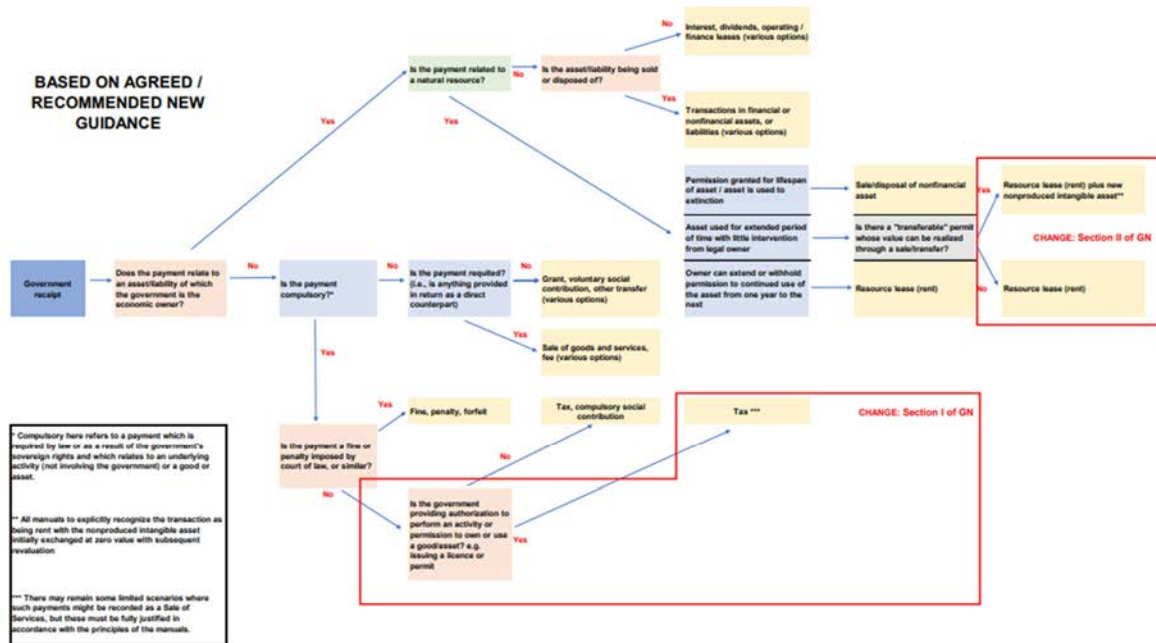 BASED ON AGREED /
RECOMMENDED NEW
GUIDANCE
Is the payment related to
a natural resource?
No
Is the asset/liability being sold
or disposed of?
No
Interest, dividends, operating /
finance leases (various options)
Yes
Transactions in financial or
nonfinancial assets, or
liabilities (various options)
Yes
Yes
Permission granted for lifespan
of asset / asset is used to
extinction
Sale/disposal of nonfinancial
asset
Yes
Resource lease (rent) plus new
nonproduced intangible asset**
Asset used for extended period
of time with little intervention
from legal owner
Is there a "transferable" permit
whose value can be realized
through a sale/transfer?
CHANGE: Section II of GN
Owner can extend or withhold
permission to continued use of
the asset from one year to the
next
Resource lease (rent)
No
Resource lease (rent)
Government
receipt
Does the payment relate to
an asset/liability of which
the government is the
economic owner?
No
Is the payment
compulsory?*
No
Is the payment requited?
(i.e., is anything provided
in return as a direct
counterpart)
No
Grant, voluntary social
contribution, other transfer
(various options)
Yes
Sale of goods and services,
fee (various options)
Yes
Is the payment a fine or
penalty imposed by
court of law, or similar?
Yes
Fine, penalty, forfeit
Tax, compulsory social
contribution
Tax ***
CHANGE: Section I of GN
No
No
Is the government
providing authorization to
perform an activity or
permission to own or use
a good/asset? e.g.
issuing a licence or
permit
Yes
* Compulsory here refers to a payment which is
required by law or as a result of the government's
sovereign rights and which relates to an underlying
activity (not involving the government) or a good or
asset.
** All manuals to explicitly recognize the transaction as
being rent with the nonproduced intangible asset
initially exchanged at zero value with subsequent
revaluation
*** There may remain some limited scenarios where
such payments might be recorded as a Sale of
Services, but these must be fully justified in
accordance with the principles of the manuals.